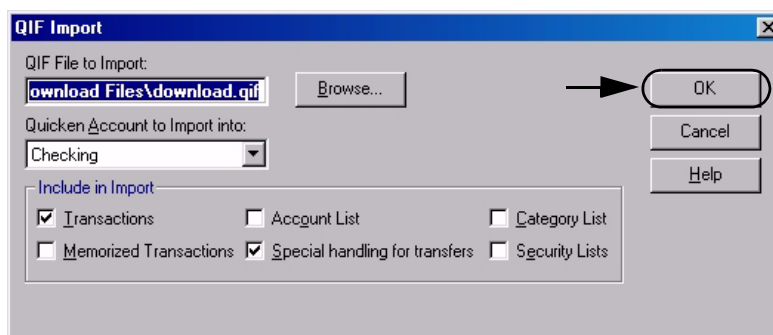 QIF Import
QIF File to Import:
ownload Files\download.qif
Browse...
OK
Quicken Account to Import into:
Cancel
Checking
Help
Include in Import
Transactions
Account List
Category List
Memorized Transactions
Special handling for transfers
Security Lists